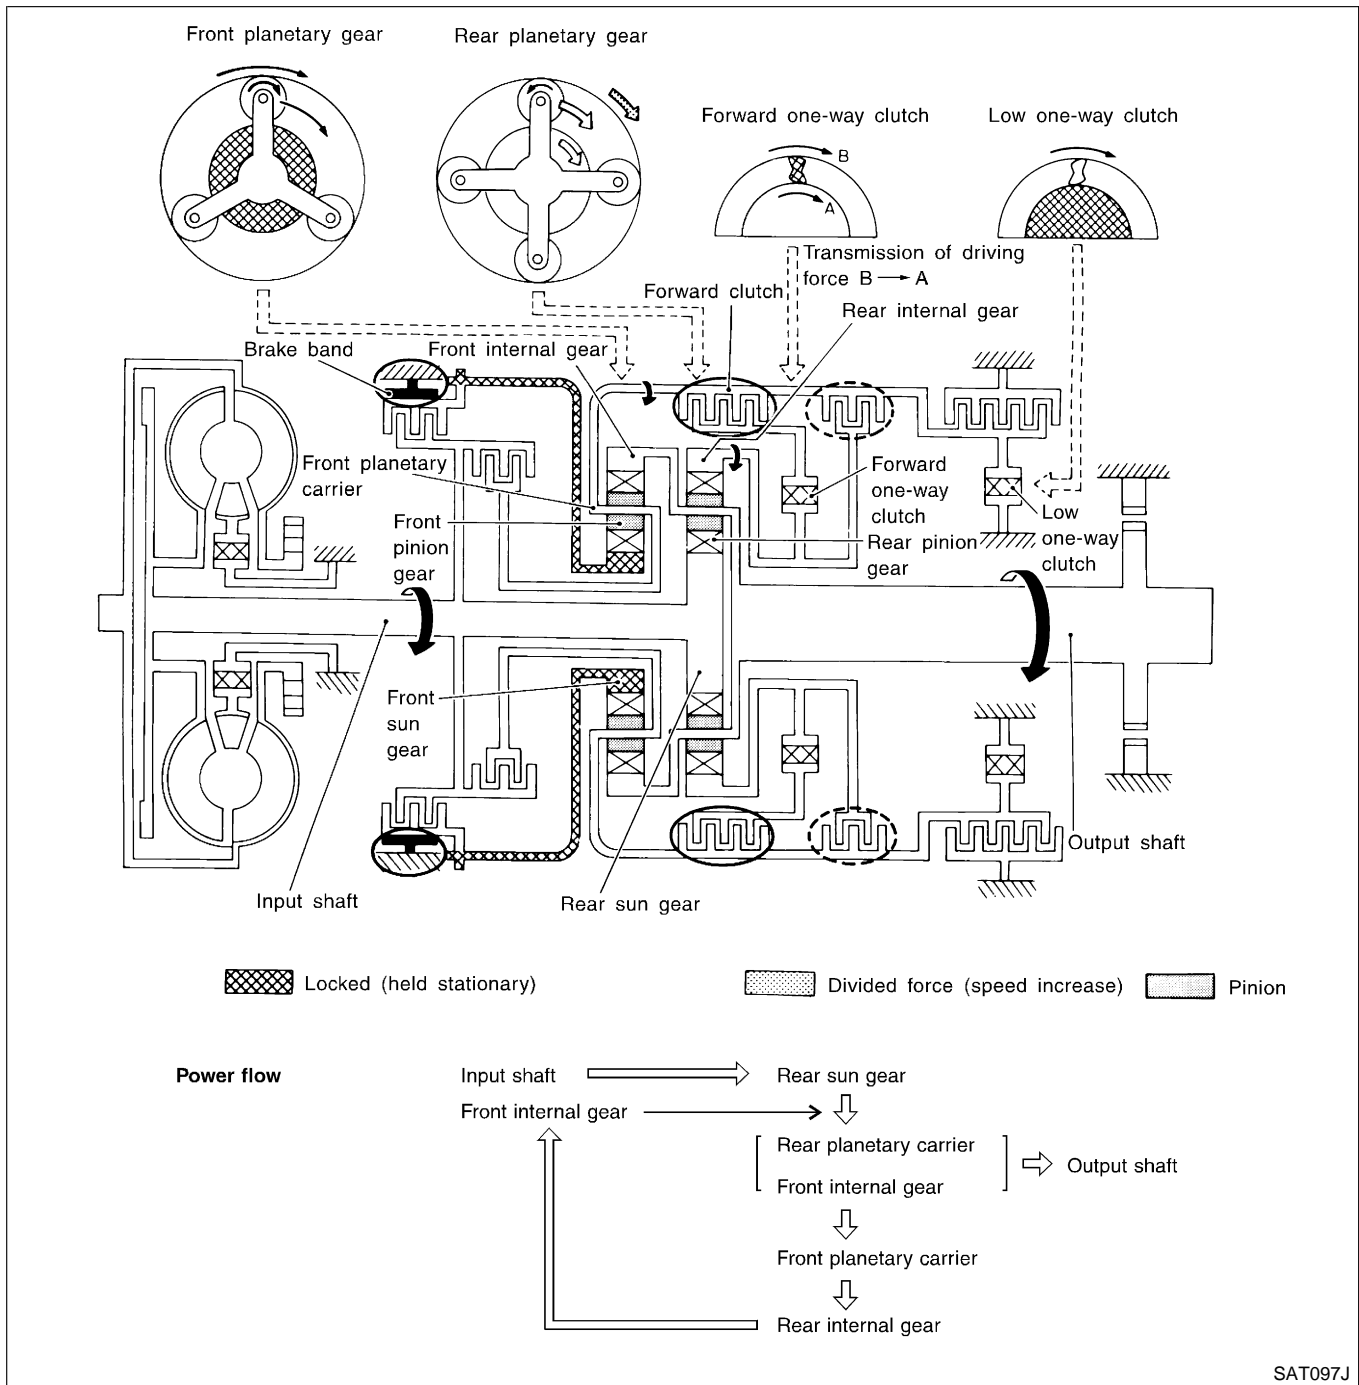 Front planetary gear
Rear planetary gear
Forward one-way clutch
Low one-way clutch
B
A
Transmission of driving
force B → A
Forward clutch
Rear internal gear
Brake band
Front internal gear
Front planetary
carrier
Forward
one-way
clutch
Front
pinion
gear
Low
one-way
clutch
Rear pinion
gear
Front
sun
gear
Output shaft
Input shaft
Rear sun gear
Locked (held stationary)
Divided force (speed increase)
Pinion
Power flow
Input shaft
Rear sun gear
Front internal gear
Rear planetary carrier
Output shaft
Front internal gear
Front planetary carrier
Rear internal gear
SAT097J